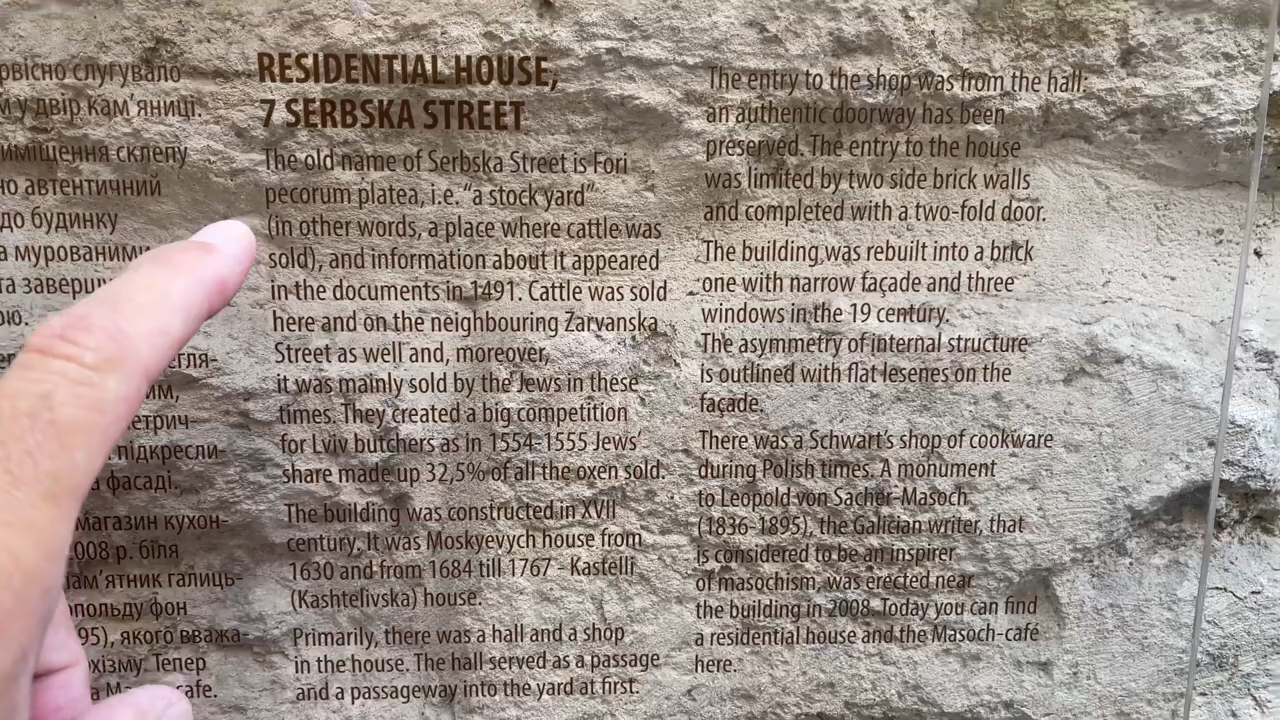 рвісно слугувало
м у двір кам'яниці.
иміщення склепу
но автентичний
до будинку
а мурованими
та заверш
ою.
егля-
им,
етрич-
підкресли-
а фасаді.
магазин кухон-
008 р. біля
пам'ятник галиць-
опольду фон
95), якого вважа-
охізму. Тепер
cafe.
RESIDENTIAL HOUSE,
7 SERBSKA STREET
The old name of Serbska Street is Fori
pecorum platea, i.e. “a stock yard”
(in other words, a place where cattle was
sold), and information about it appeared
in the documents in 1491. Cattle was sold
here and on the neighbouring Zarvanska
Street as well and, moreover,
it was mainly sold by the Jews in these
times. They created a big competition
for Lviv butchers as in 1554-1555 Jews’
share made up 32,5% of all the oxen sold.
The building was constructed in XVII
century. It was Moskyevych house from
1630 and from 1684 till 1767 - Kastelli
(Kashtelivska) house.
Primarily, there was a hall and a shop
in the house. The hall served as a passage
and a passageway into the yard at first.
The entry to the shop was from the hall:
an authentic doorway has been
preserved. The entry to the house
was limited by two side brick walls
and completed with a two-fold door.
The building was rebuilt into a brick
one with narrow façade and three
windows in the 19 century.
The asymmetry of internal structure
is outlined with flat lesenes on the
façade.
There was a Schwart’s shop of cookware
during Polish times. A monument
to Leopold von Sacher-Masoch
(1836-1895), the Galician writer, that
is considered to be an inspirer
of masochism, was erected near
the building in 2008. Today you can find
a residential house and the Masoch-café
here.